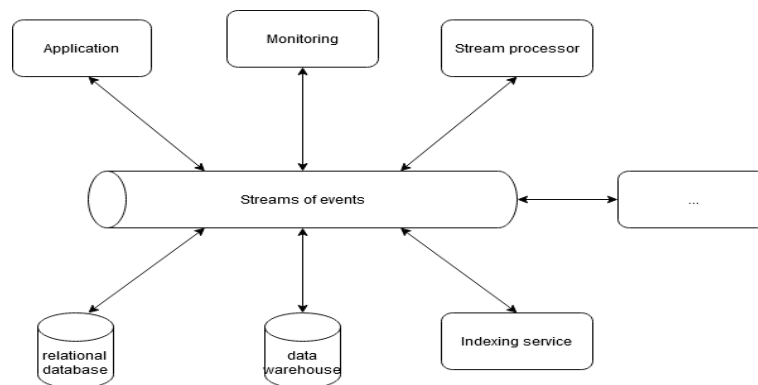 Application
Monitoring
Stream processor
Streams of events
...
relational
database
data
warehouse
Indexing service